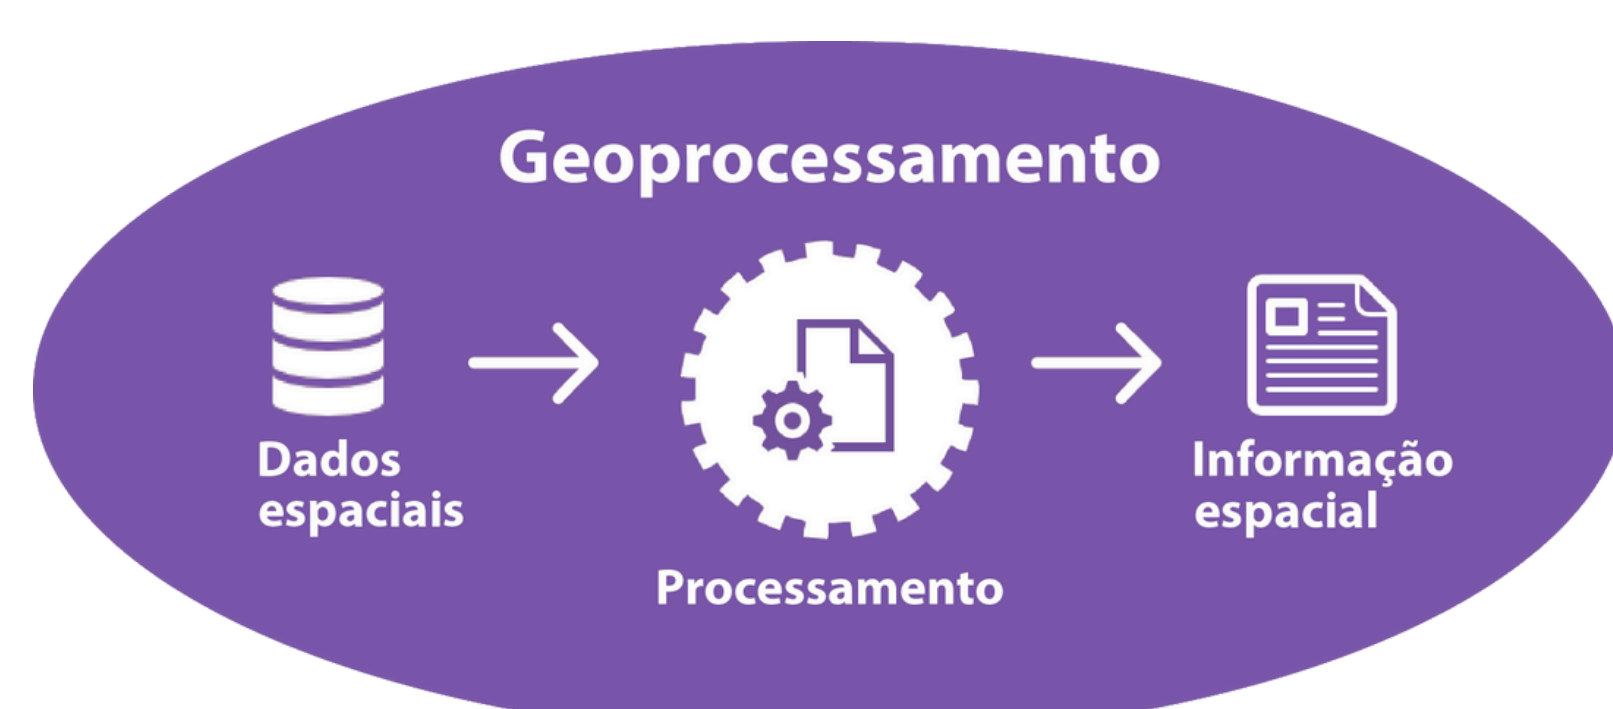 Geoprocessamento
Dados
espaciais
Processamento
Informação
espacial